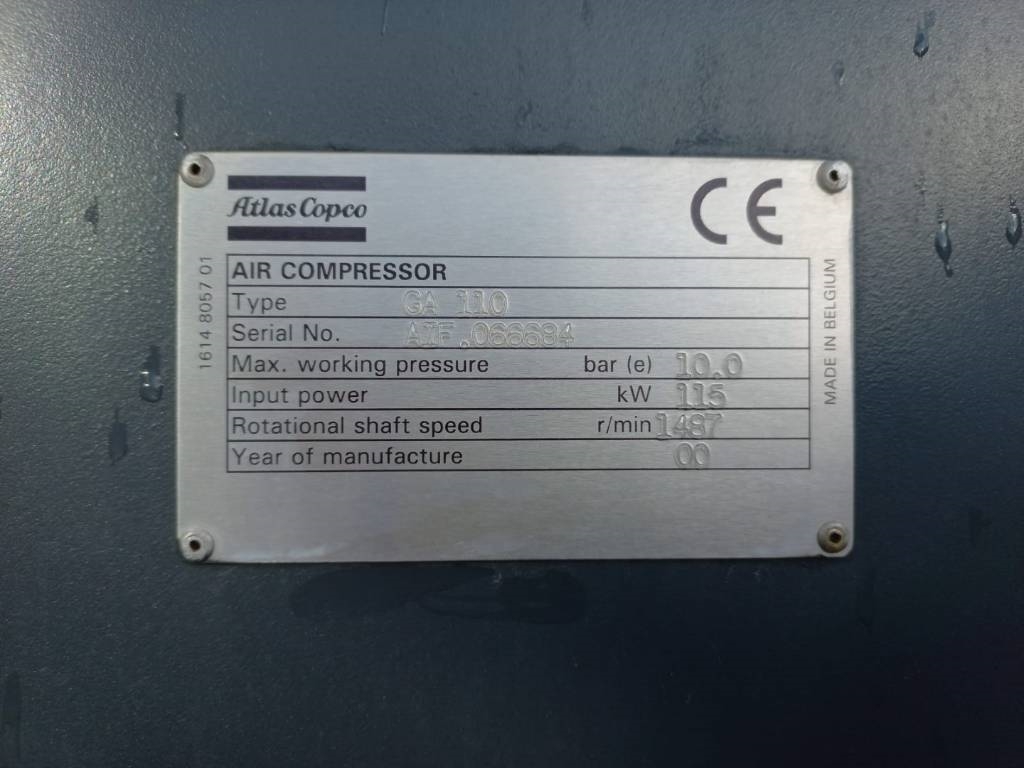 Atlas Copco
CE
AIR COMPRESSOR
Type GA 110
Serial No. AIF.066684
Max. working pressure bar (e) 10.0
Input power kW 115
Rotational shaft speed r/min 1487
Year of manufacture 00
1614 8057 01
MADE IN BELGIUM